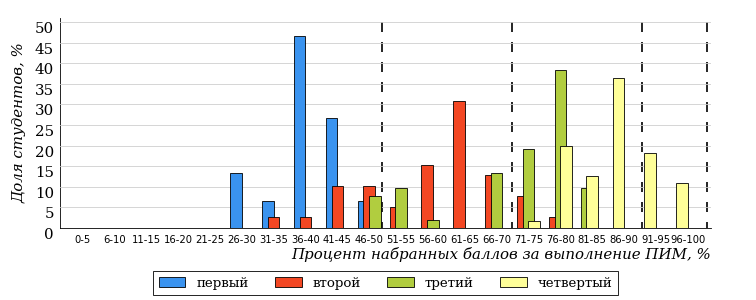 Доля студентов, %
50
45
40
35
30
25
20
15
10
5
0
0-5 6-10 11-15 16-20 21-25 26-30 31-35 36-40 41-45 46-50 51-55 56-60 61-65 66-70 71-75 76-80 81-85 86-90 91-95 96-100
Процент набранных баллов за выполнение ПИМ, %
первый второй третий четвертый